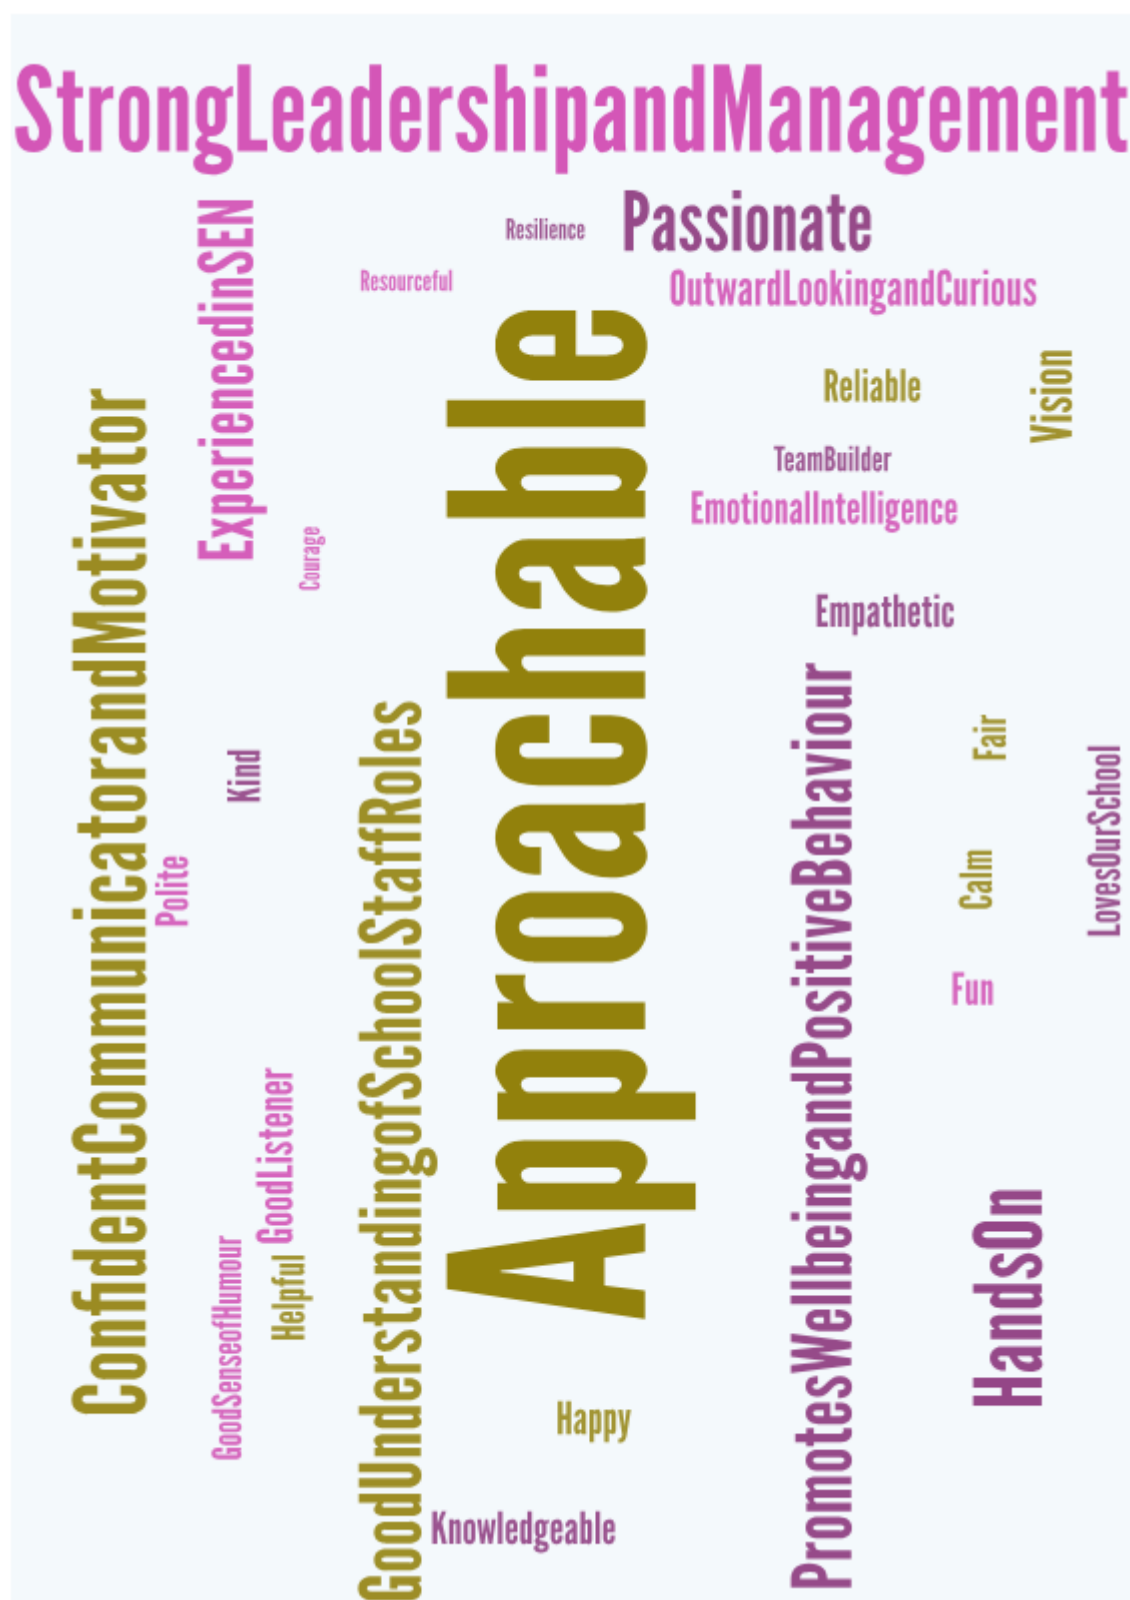 StrongLeadershipandManagement
Passionate
Resilience
ExperiencedinSEN
Resourceful
OutwardLookingandCurious
Approachable
Reliable
Vision
ConfidentCommunicatorandMotivator
TeamBuilder
EmotionalIntelligence
Courage
Empathetic
PromotesWellbeingandPositiveBehaviour
GoodUnderstandingofSchoolStaffRoles
Fair
Kind
LovesOurSchool
Calm
Polite
Fun
GoodListener
HandsOn
GoodSenseofHumour
Helpful
Happy
Knowledgeable